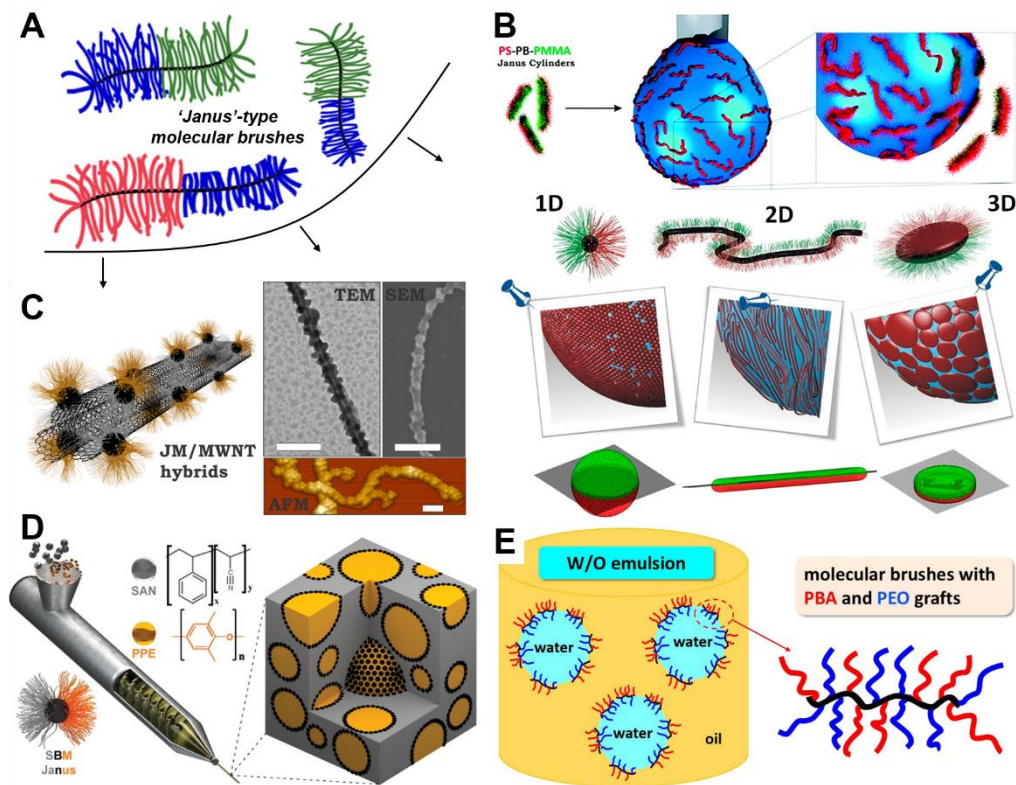 A
'Janus'-type
molecular brushes
B
PS-PB-PMMA
Janus Cylinders
1D
2D
3D
C
JM/MWNT
hybrids
TEM
SEM
AFM
D
SAN
x
N
y
PPE
O
n
SBM
Janus
E
W/O emulsion
water
water
water
oil
molecular brushes with
PBA and PEO grafts